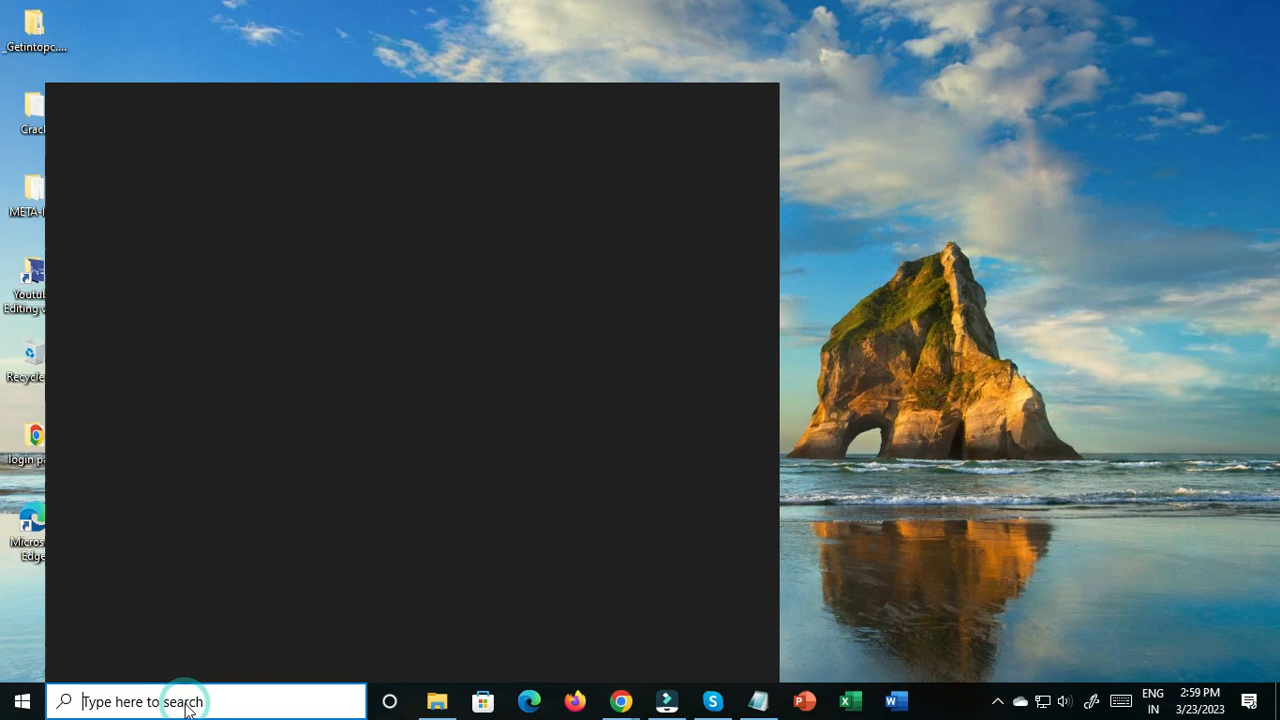 _Getintopc....
Crack
META-I
Youtub
Editing v
Recycle
login pa
Micros
Edge
Type here to search
ENG
IN
2:59 PM
3/23/2023